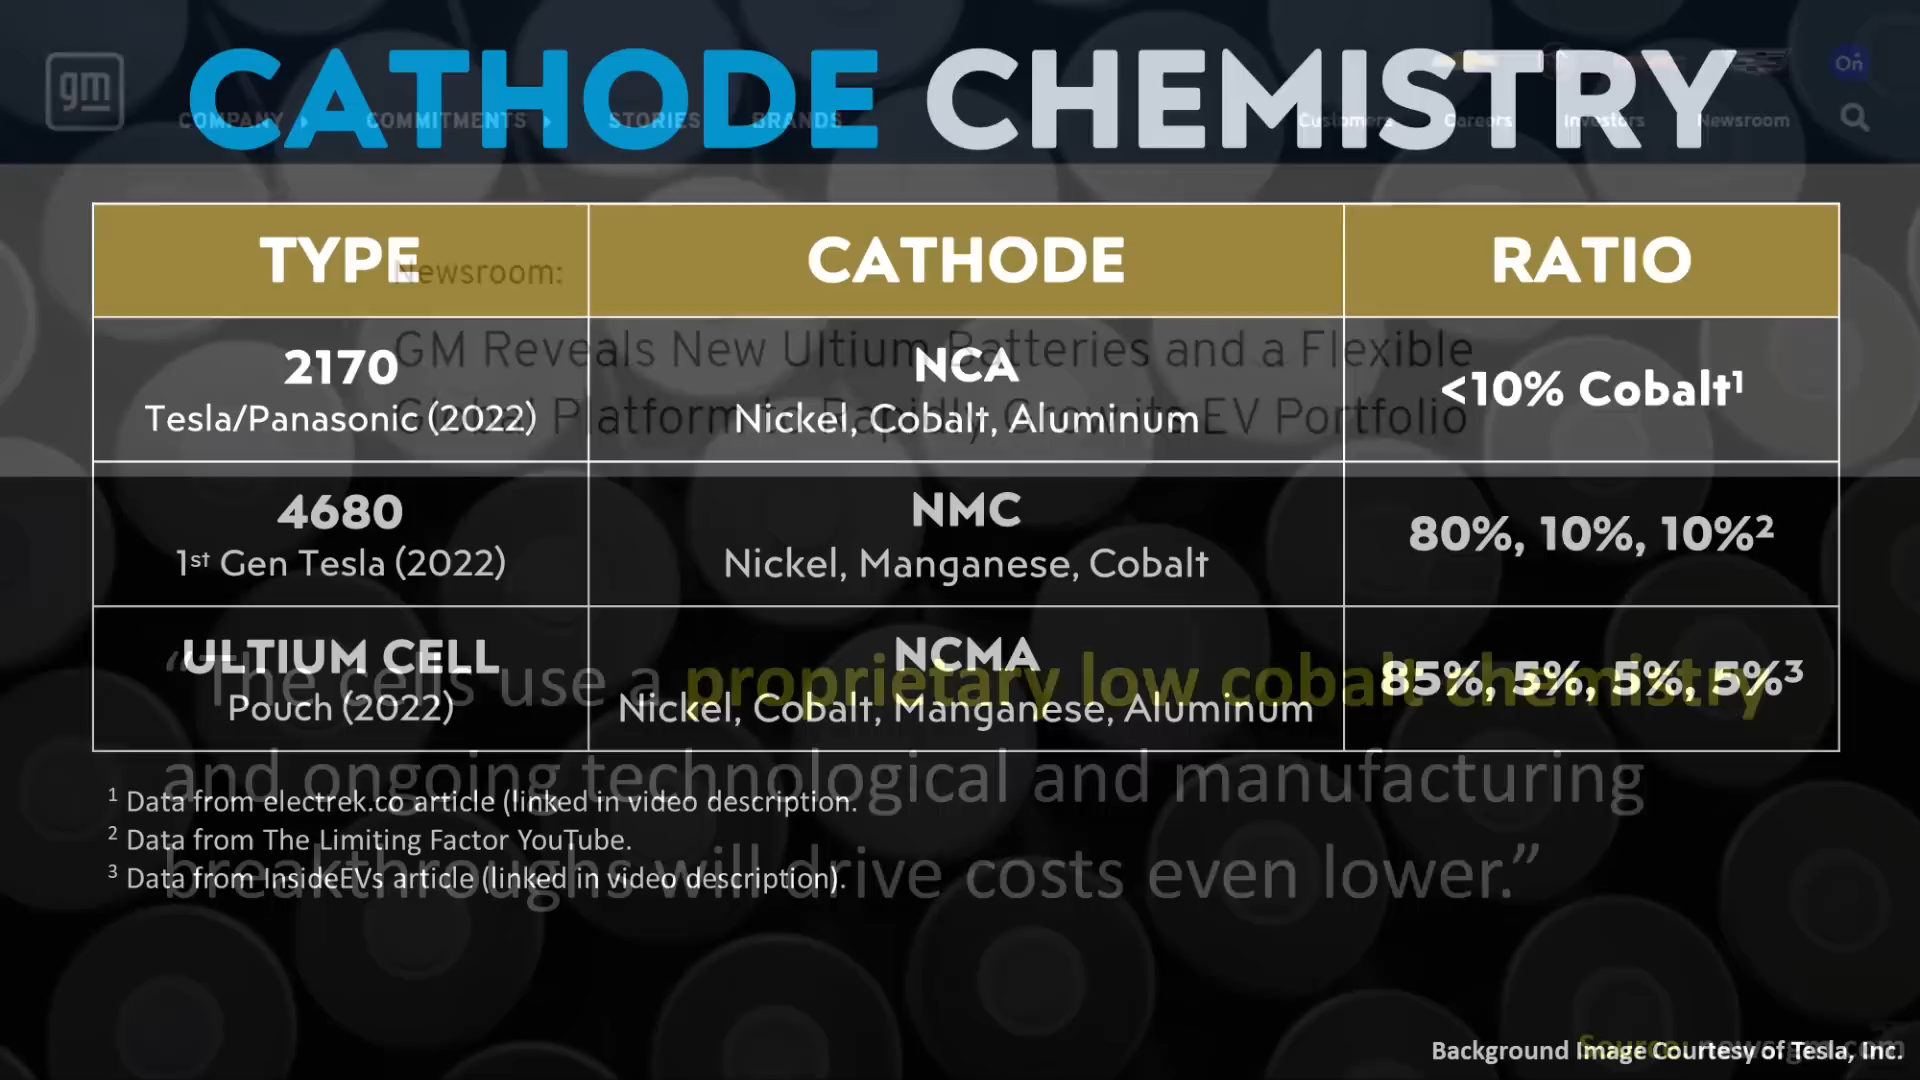 CATHODE CHEMISTRY
gm
COMPANY COMMITMENTS STORIES BRANDS Customers Careers Investors Newsroom
On
TYPE CATHODE RATIO
Newsroom:
GM Reveals New Ultium Batteries and a Flexible
Platform Rapidly EV Portfolio
2170 NCA <10% Cobalt¹
Tesla/Panasonic (2022) Nickel, Cobalt, Aluminum
4680 NMC 80%, 10%, 10%²
1st Gen Tesla (2022) Nickel, Manganese, Cobalt
ULTIUM CELL NCMA 85%, 5%, 5%, 5%³
Pouch (2022) Nickel, Cobalt, Manganese, Aluminum
“The cells use a proprietary low cobalt chemistry
and ongoing technological and manufacturing
breakthroughs will drive costs even lower.”
¹ Data from electrek.co article (linked in video description.
² Data from The Limiting Factor YouTube.
³ Data from InsideEVs article (linked in video description).
Background Image Courtesy of Tesla, Inc.